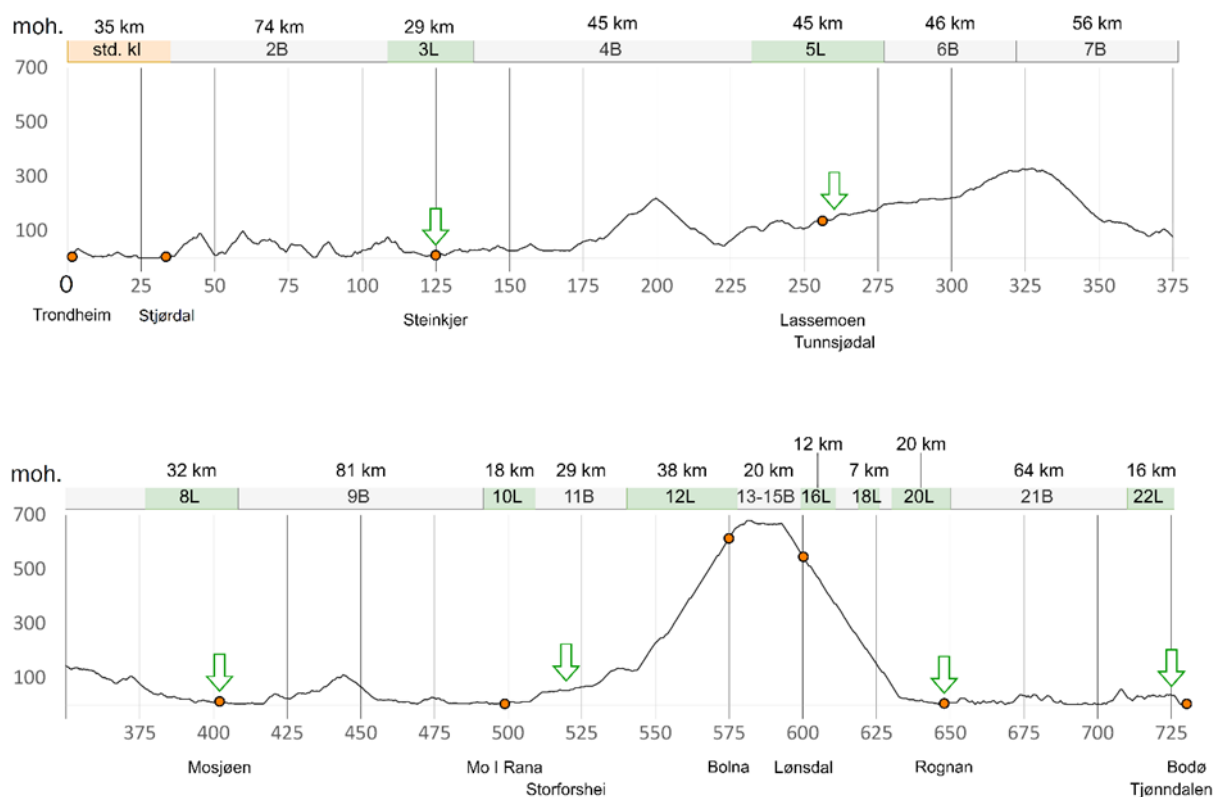 moh. 35 km 74 km 29 km 45 km 45 km 46 km 56 km
std. kl 2B 3L 4B 5L 6B 7B
700
500
300
100
0 25 50 75 100 125 150 175 200 225 250 275 300 325 350 375
Trondheim Stjørdal Steinkjer Lassemoen
Tunnsjødal
12 km 20 km
moh. 32 km 81 km 18 km 29 km 38 km 20 km 7 km 64 km 16 km
8L 9B 10L 11B 12L 13-15B 16L 18L 20L 21B 22L
700
500
300
100
375 400 425 450 475 500 525 550 575 600 625 650 675 700 725
Mosjøen Mo I Rana Bolna Lønsdal Rognan Bodø
Storforshei Tjønndalen